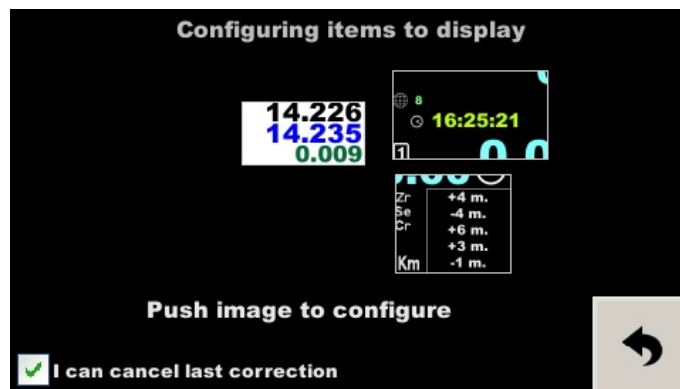 Configuring items to display
14.226
14.235
0.009
8
16:25:21
1
Zr +4 m.
Se -4 m.
Cr +6 m.
+3 m.
Km -1 m.
Push image to configure
I can cancel last correction